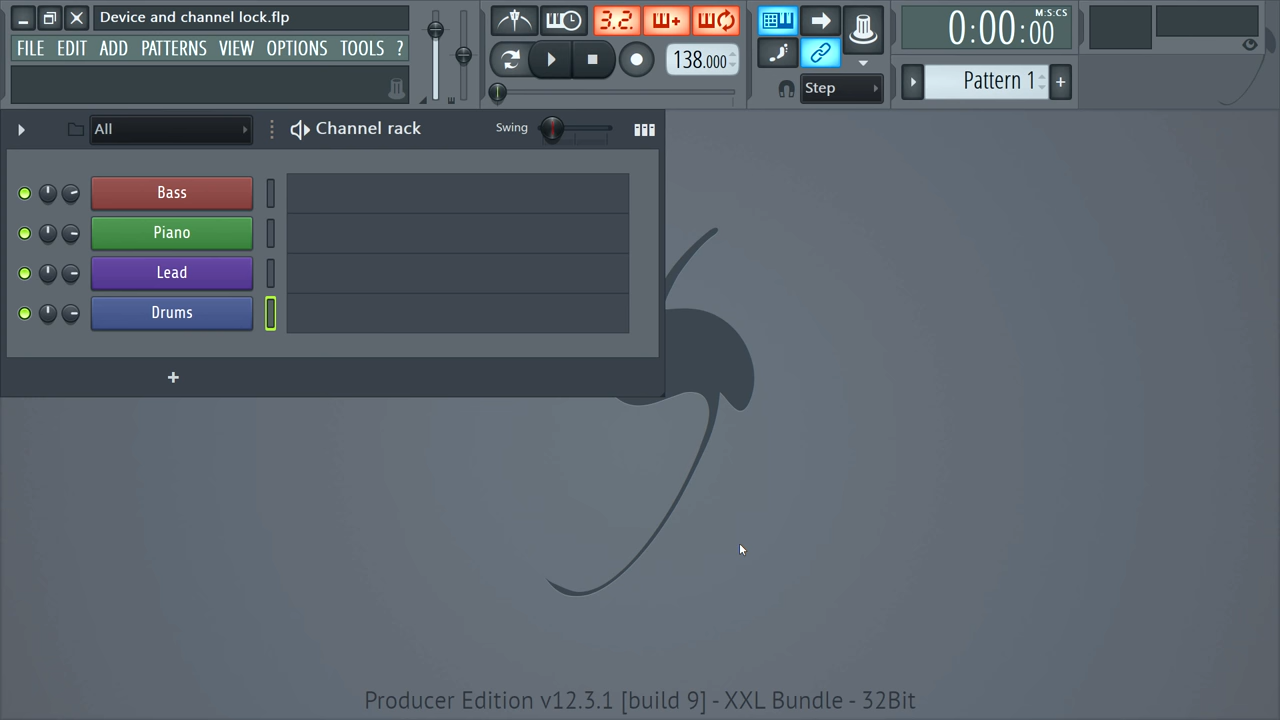 Device and channel lock.flp
FILE EDIT ADD PATTERNS VIEW OPTIONS TOOLS ?
3.2.
138.000
Step
M:S:CS
0:00:00
Pattern 1
+
All
Channel rack
Swing
Bass
Piano
Lead
Drums
+
Producer Edition v12.3.1 [build 9] - XXL Bundle - 32Bit